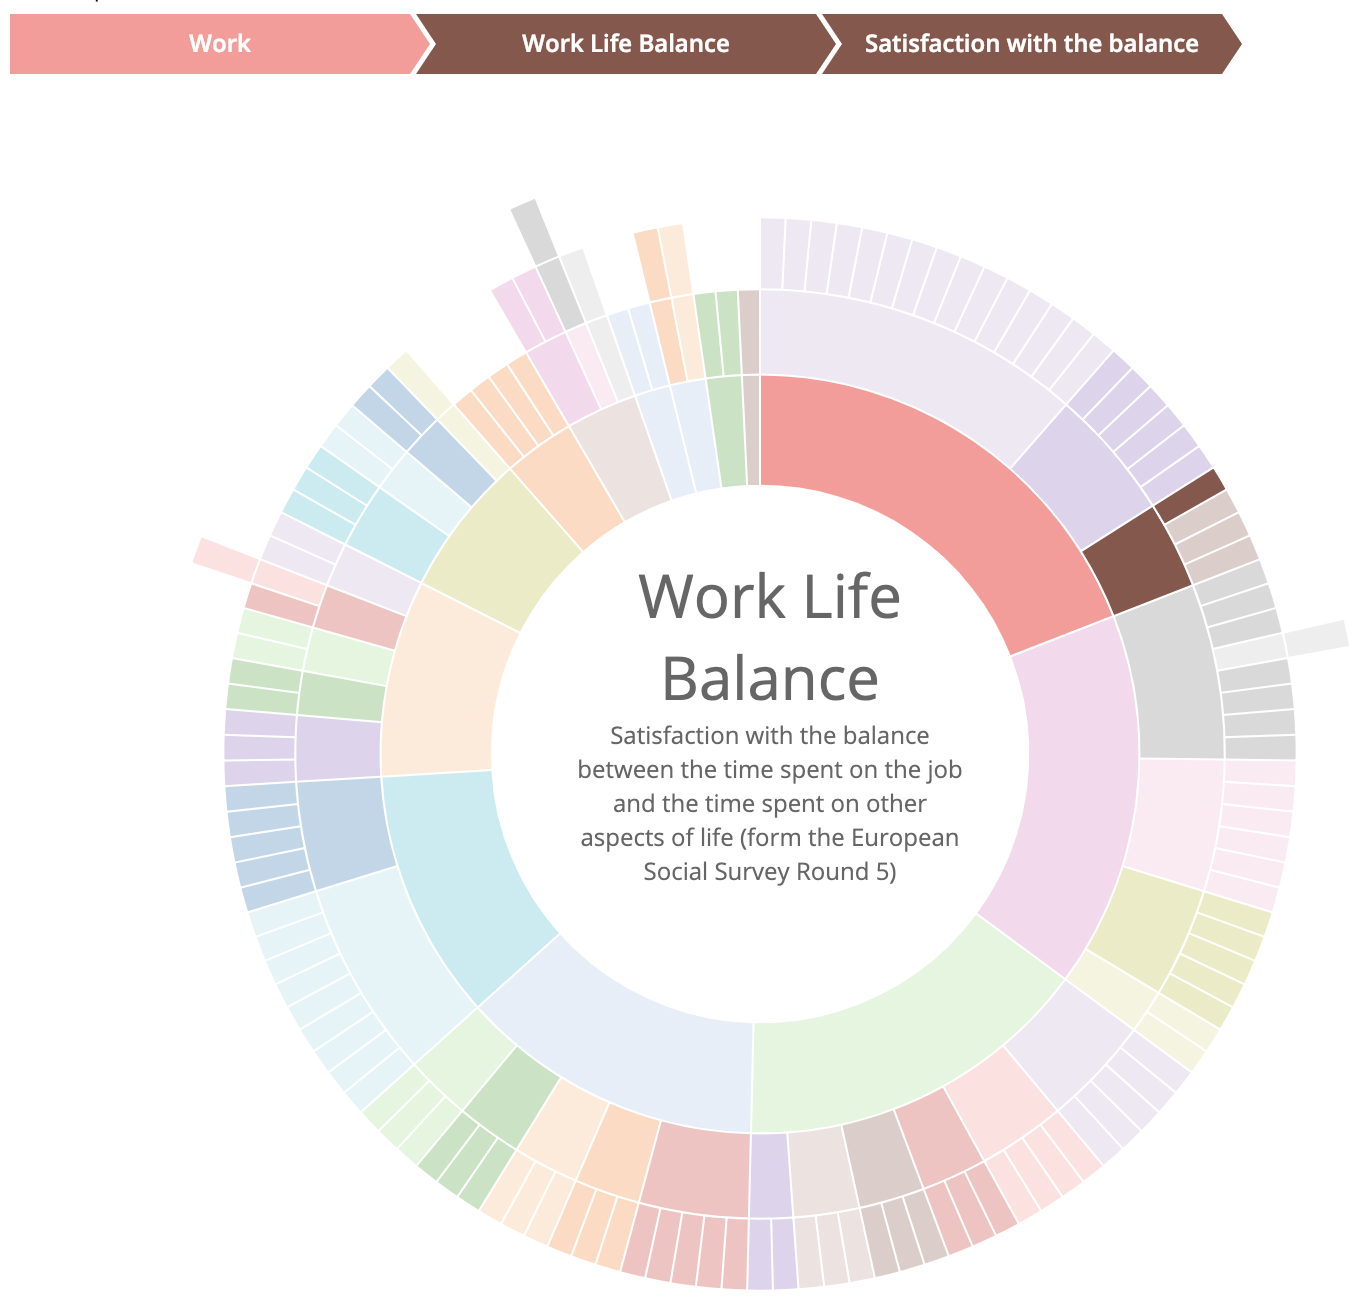 Work
Work Life Balance
Satisfaction with the balance
Work Life
Balance
Satisfaction with the balance
between the time spent on the job
and the time spent on other
aspects of life (form the European
Social Survey Round 5)